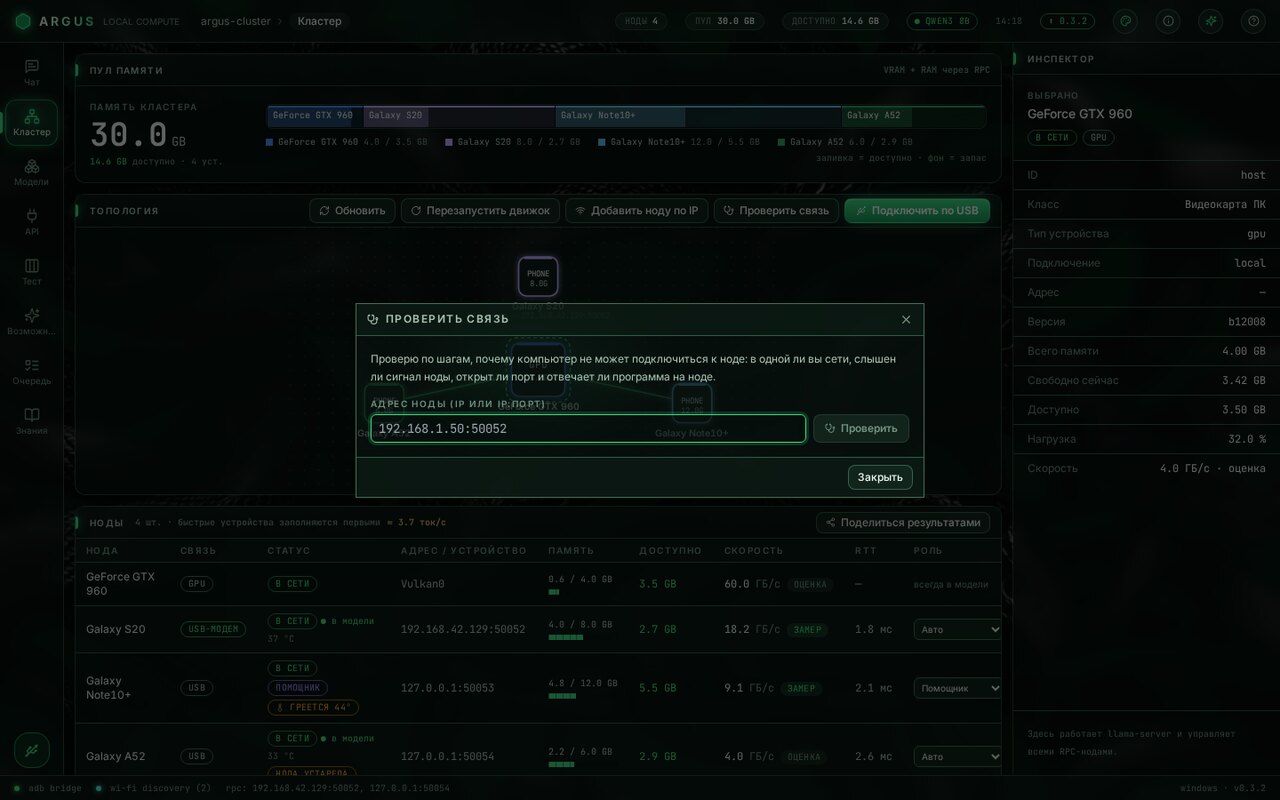 ARGUS LOCAL COMPUTE argus-cluster › Кластер НОДЫ 4 ПУЛ 30.0 GB ДОСТУПНО 14.6 GB QWEN3 8B 14:18 0.3.2
Чат
Кластер
Модели
API
Тест
Возможн...
Очередь
Знания
ПУЛ ПАМЯТИ VRAM + RAM через RPC
ПАМЯТЬ КЛАСТЕРА
30.0 GB
14.6 GB доступно · 4 уст.
GeForce GTX 960 Galaxy S20 Galaxy Note10+ Galaxy A52
GeForce GTX 960 4.0 / 3.5 GB Galaxy S20 8.0 / 2.7 GB Galaxy Note10+ 12.0 / 5.5 GB Galaxy A52 6.0 / 2.9 GB
заливка = доступно · фон = запас
ТОПОЛОГИЯ Обновить Перезапустить движок Добавить ноду по IP Проверить связь Подключить по USB
PHONE
8.0G
Galaxy S20
ПРОВЕРИТЬ СВЯЗЬ
Проверю по шагам, почему компьютер не может подключиться к ноде: в одной ли вы сети, слышен
ли сигнал ноды, открыт ли порт и отвечает ли программа на ноде.
АДРЕС НОДЫ (IP ИЛИ IP:ПОРТ)
192.168.1.50:50052 Проверить
PHONE
12.0G
GeForce GTX 960
Galaxy Note10+
Закрыть
НОДЫ 4 шт. · быстрые устройства заполняются первыми ≈ 3.7 ток/с Поделиться результатами
НОДА СВЯЗЬ СТАТУС АДРЕС / УСТРОЙСТВО ПАМЯТЬ ДОСТУПНО СКОРОСТЬ RTT РОЛЬ
GeForce GTX
960 GPU В СЕТИ Vulkan0 0.6 / 4.0 GB 3.5 GB 60.0 ГБ/с ОЦЕНКА — всегда в модели
Galaxy S20 USB-МОДЕМ В СЕТИ в модели 37 °C 192.168.42.129:50052 4.0 / 8.0 GB 2.7 GB 18.2 ГБ/с ЗАМЕР 1.8 мс Авто
Galaxy
Note10+ USB В СЕТИ ПОМОЩНИК ГРЕЕТСЯ 44° 127.0.0.1:50053 4.8 / 12.0 GB 5.5 GB 9.1 ГБ/с ЗАМЕР 2.1 мс Помощник
Galaxy A52 USB В СЕТИ в модели 33 °C НОДА УСТАРЕЛА 127.0.0.1:50054 2.2 / 6.0 GB 2.9 GB 4.0 ГБ/с ОЦЕНКА 2.6 мс Авто
ИНСПЕКТОР
ВЫБРАНО
GeForce GTX 960
В СЕТИ GPU
ID host
Класс Видеокарта ПК
Тип устройства gpu
Подключение local
Адрес —
Версия b12008
Всего памяти 4.00 GB
Свободно сейчас 3.42 GB
Доступно 3.50 GB
Нагрузка 32.0 %
Скорость 4.0 ГБ/с · оценка
Здесь работает llama-server и управляет
всеми RPC-нодами.
adb bridge wi-fi discovery (2) rpc: 192.168.42.129:50052, 127.0.0.1:50054 windows · v0.3.2